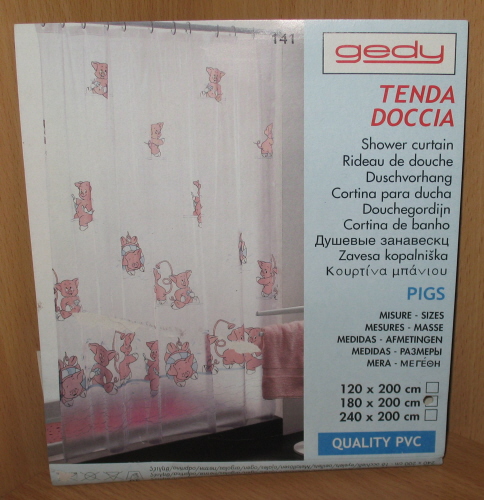 141
gedy
TENDA
DOCCIA
Shower curtain
Rideau de douche
Duschvorhang
Cortina para ducha
Douchegordijn
Cortina de banho
Душевые занавескц
Zavesa kopalniška
Κουρτίνα μπάνιου
PIGS
MISURE - SIZES
MESURES - MASSE
MEDIDAS - AFMETINGEN
MEDIDAS - РАЗМЕРЫ
MERA - ΜΕΓΕΘΗ
120 x 200 cm
180 x 200 cm
240 x 200 cm
QUALITY PVC